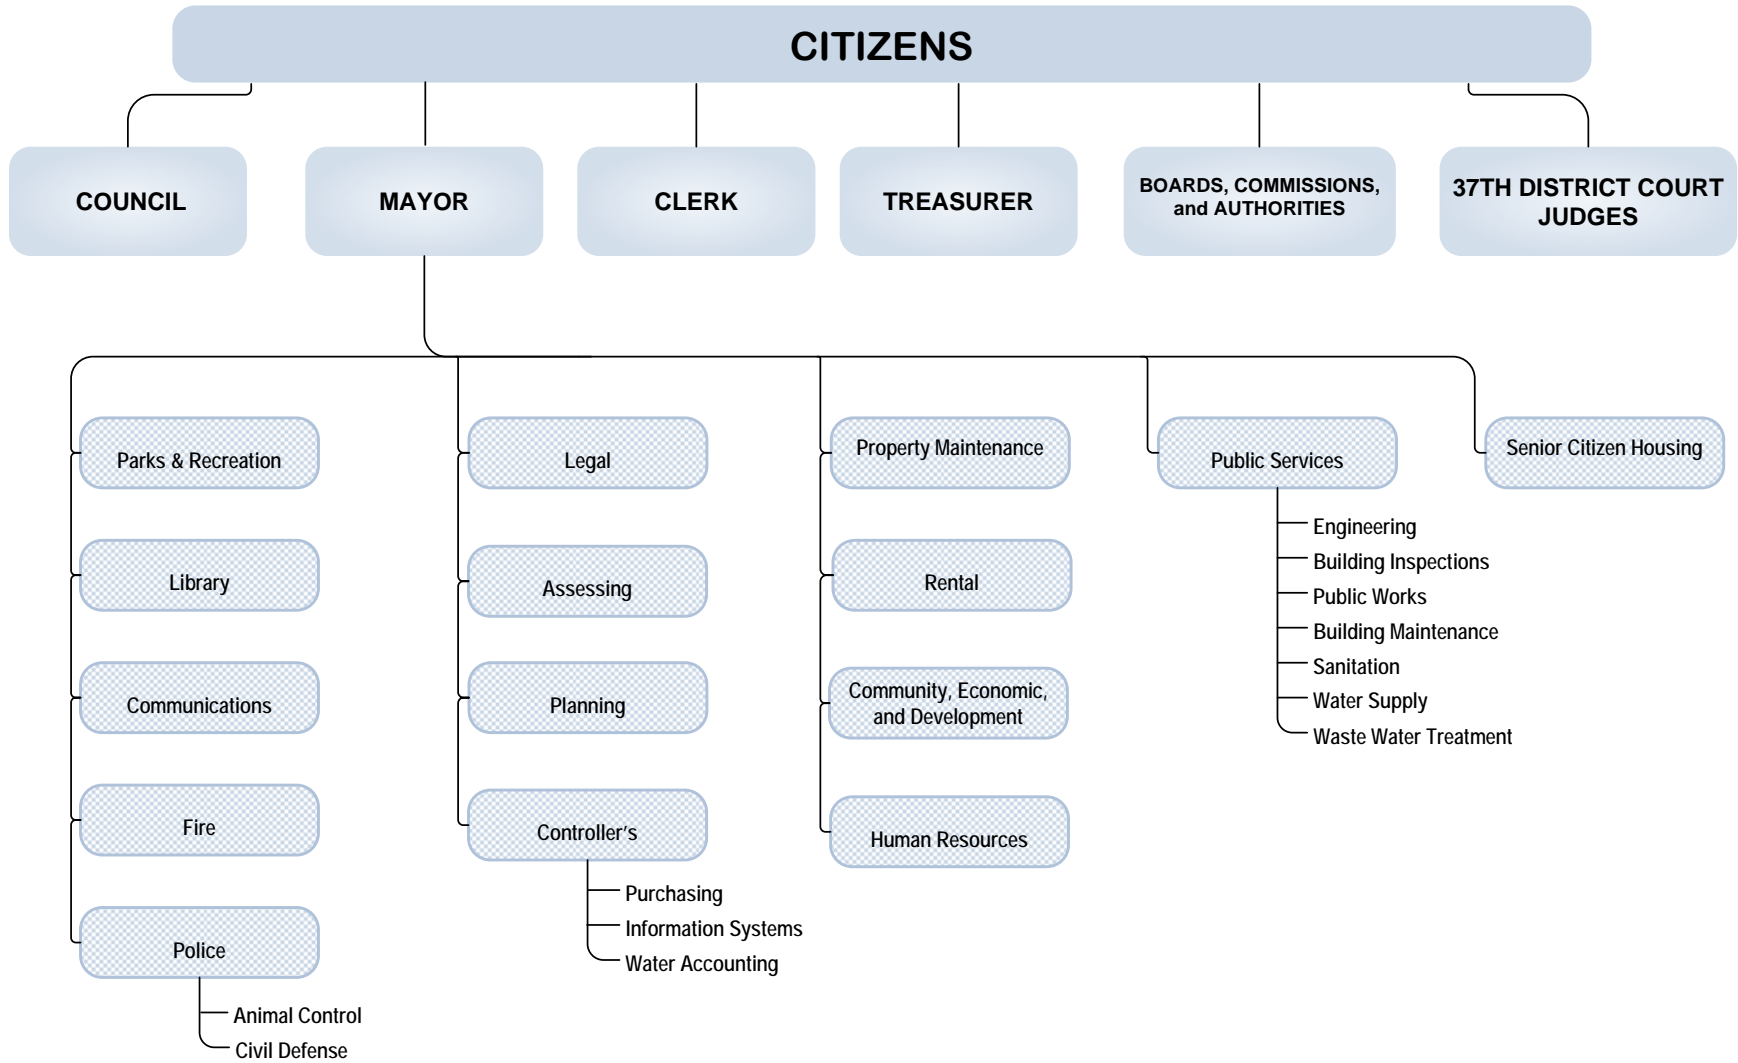 CITIZENS
COUNCIL
MAYOR
CLERK
TREASURER
BOARDS, COMMISSIONS,
and AUTHORITIES
37TH DISTRICT COURT
JUDGES
Parks & Recreation
Library
Communications
Fire
Police
Animal Control
Civil Defense
Legal
Assessing
Planning
Controller's
Purchasing
Information Systems
Water Accounting
Property Maintenance
Rental
Community, Economic,
and Development
Human Resources
Public Services
Engineering
Building Inspections
Public Works
Building Maintenance
Sanitation
Water Supply
Waste Water Treatment
Senior Citizen Housing